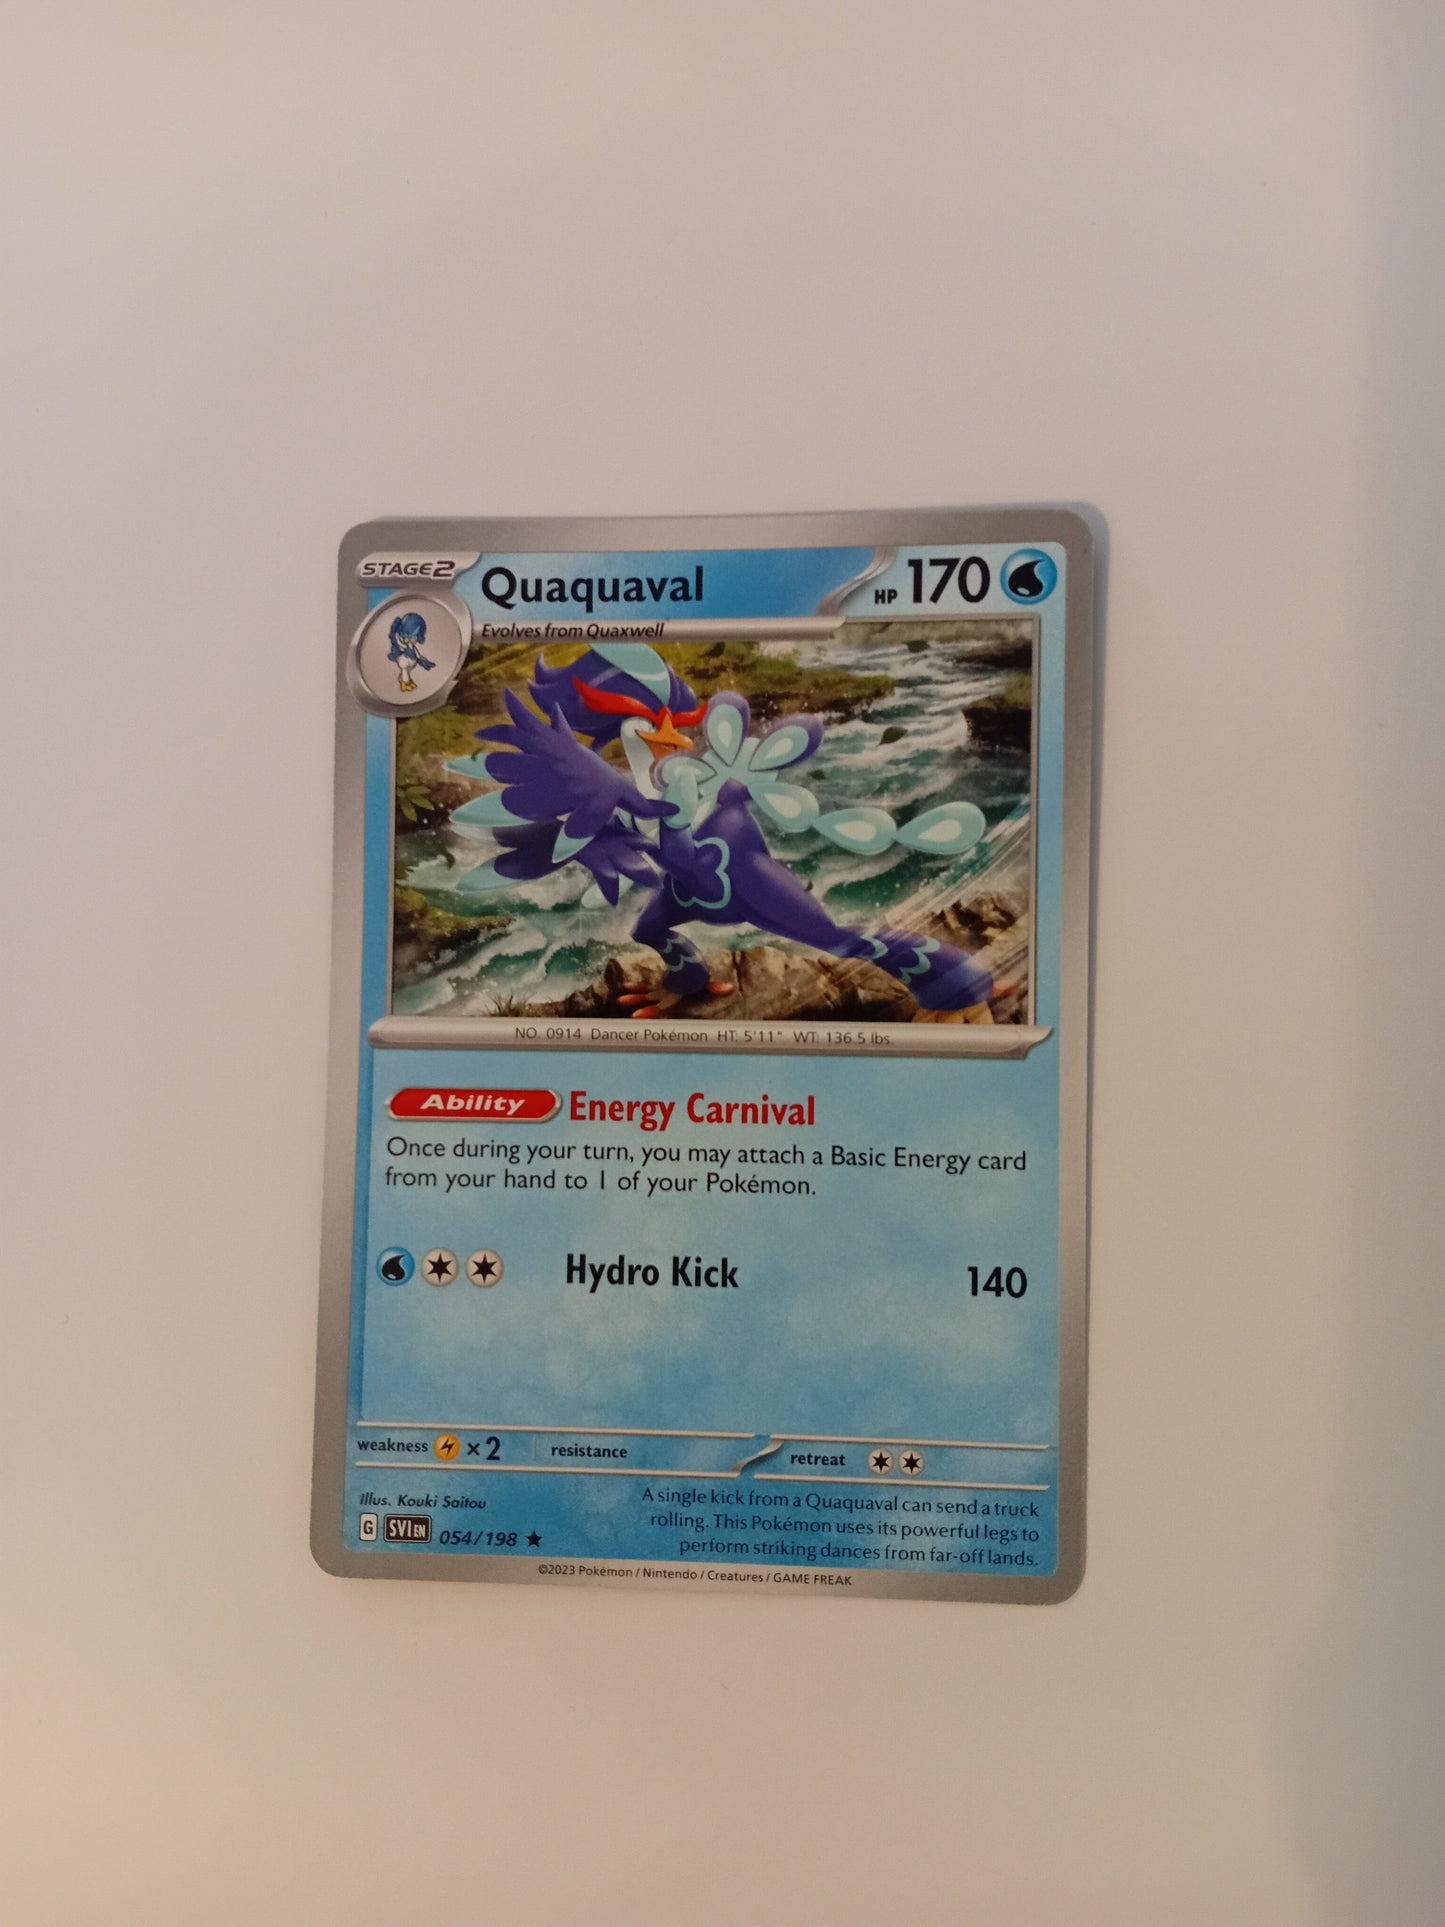 STAGE2 Quaquaval HP 170
Evolves from Quaxwell
NO. 0914 Dancer Pokémon HT: 5'11" WT: 136.5 lbs.
Ability Energy Carnival
Once during your turn, you may attach a Basic Energy card
from your hand to 1 of your Pokémon.
Hydro Kick 140
weakness ×2 resistance retreat
Illus. Kouki Saitou
G SVI EN 054/198 ★
A single kick from a Quaquaval can send a truck
rolling. This Pokémon uses its powerful legs to
perform striking dances from far-off lands.
©2023 Pokémon / Nintendo / Creatures / GAME FREAK